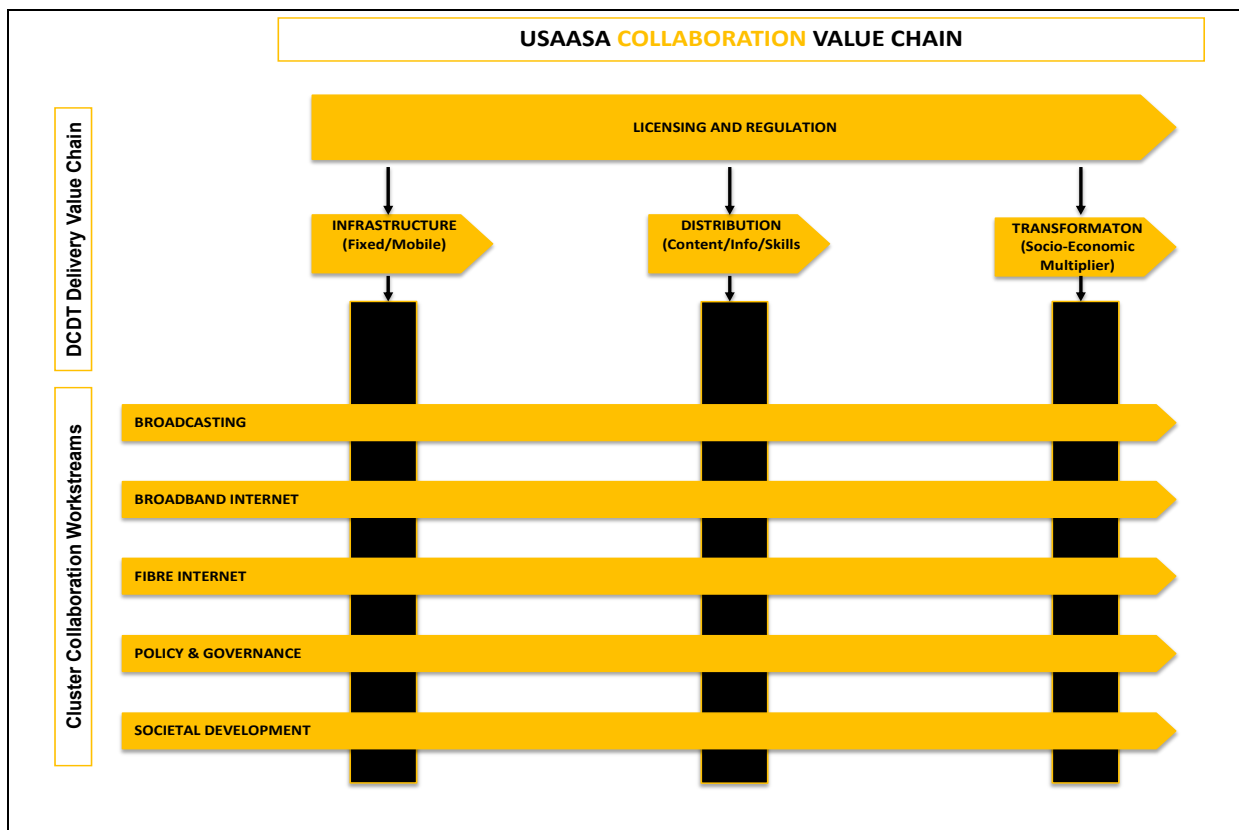 USAASA COLLABORATION VALUE CHAIN
DCDT Delivery Value Chain
LICENSING AND REGULATION
INFRASTRUCTURE
(Fixed/Mobile)
DISTRIBUTION
(Content/Info/Skills
TRANSFORMATON
(Socio-Economic
Multiplier)
Cluster Collaboration Workstreams
BROADCASTING
BROADBAND INTERNET
FIBRE INTERNET
POLICY & GOVERNANCE
SOCIETAL DEVELOPMENT